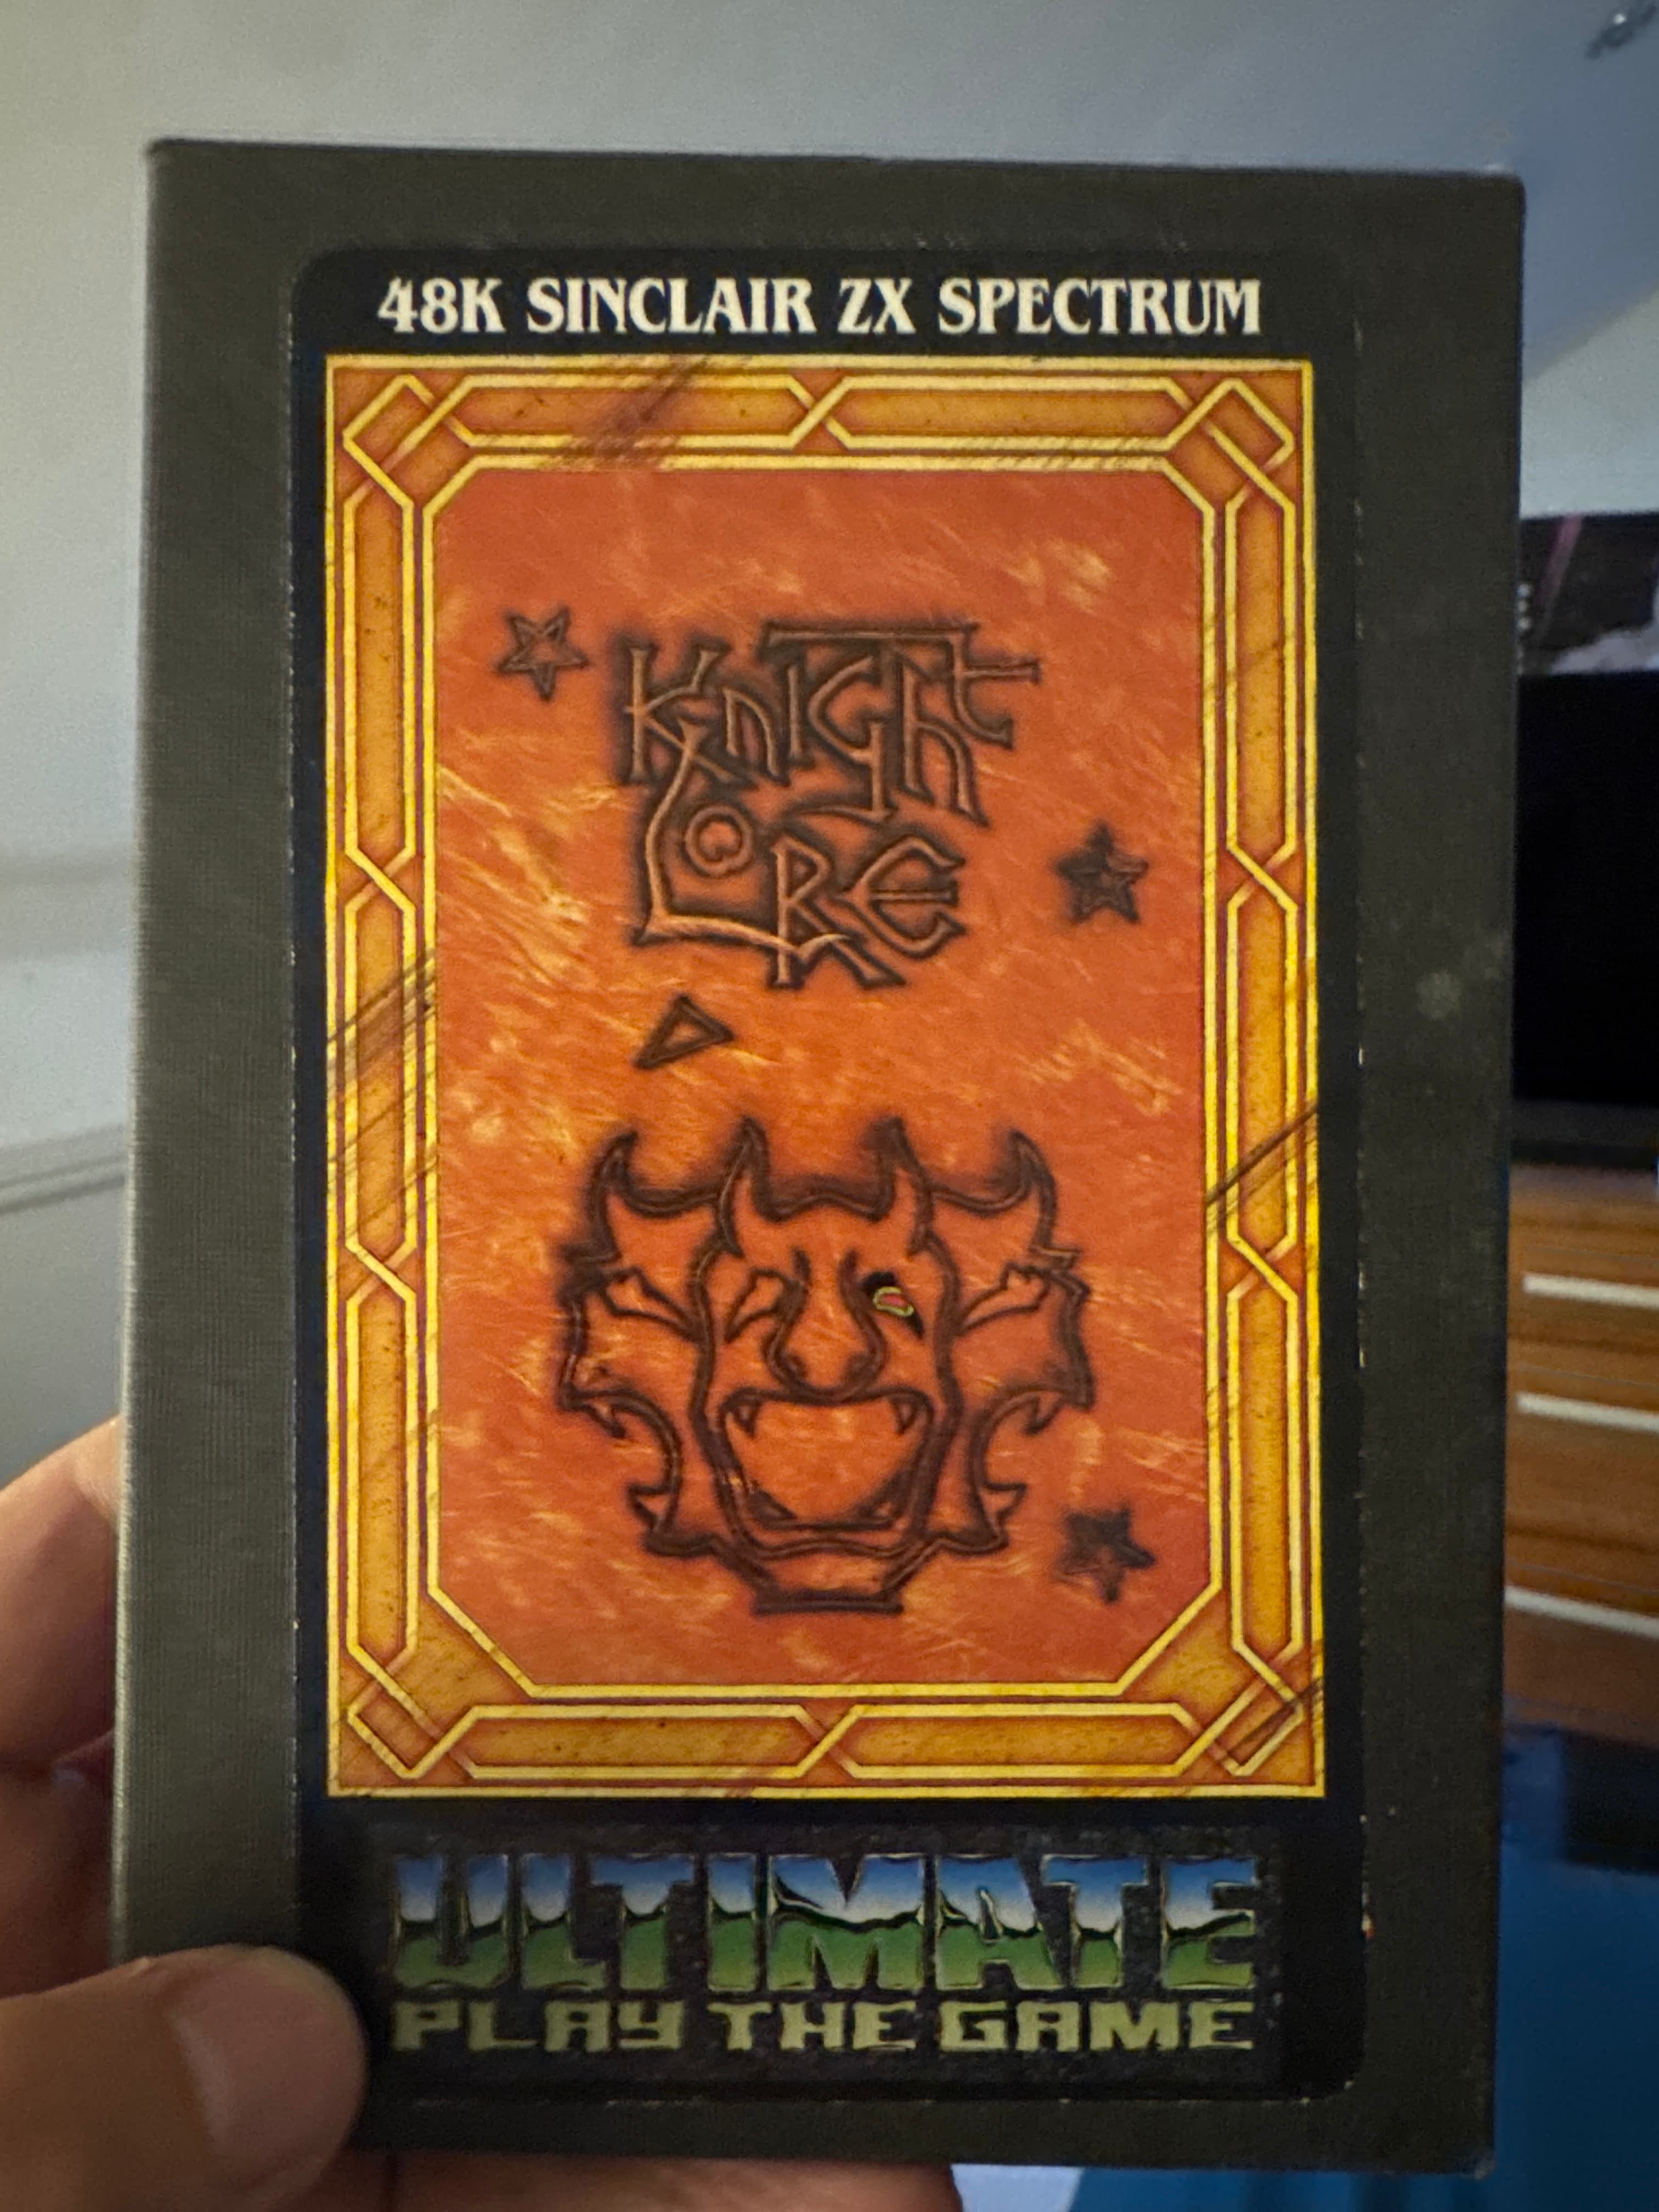 48K SINCLAIR ZX SPECTRUM
KNIGHT
LORE
ULTIMATE
PLAY THE GAME